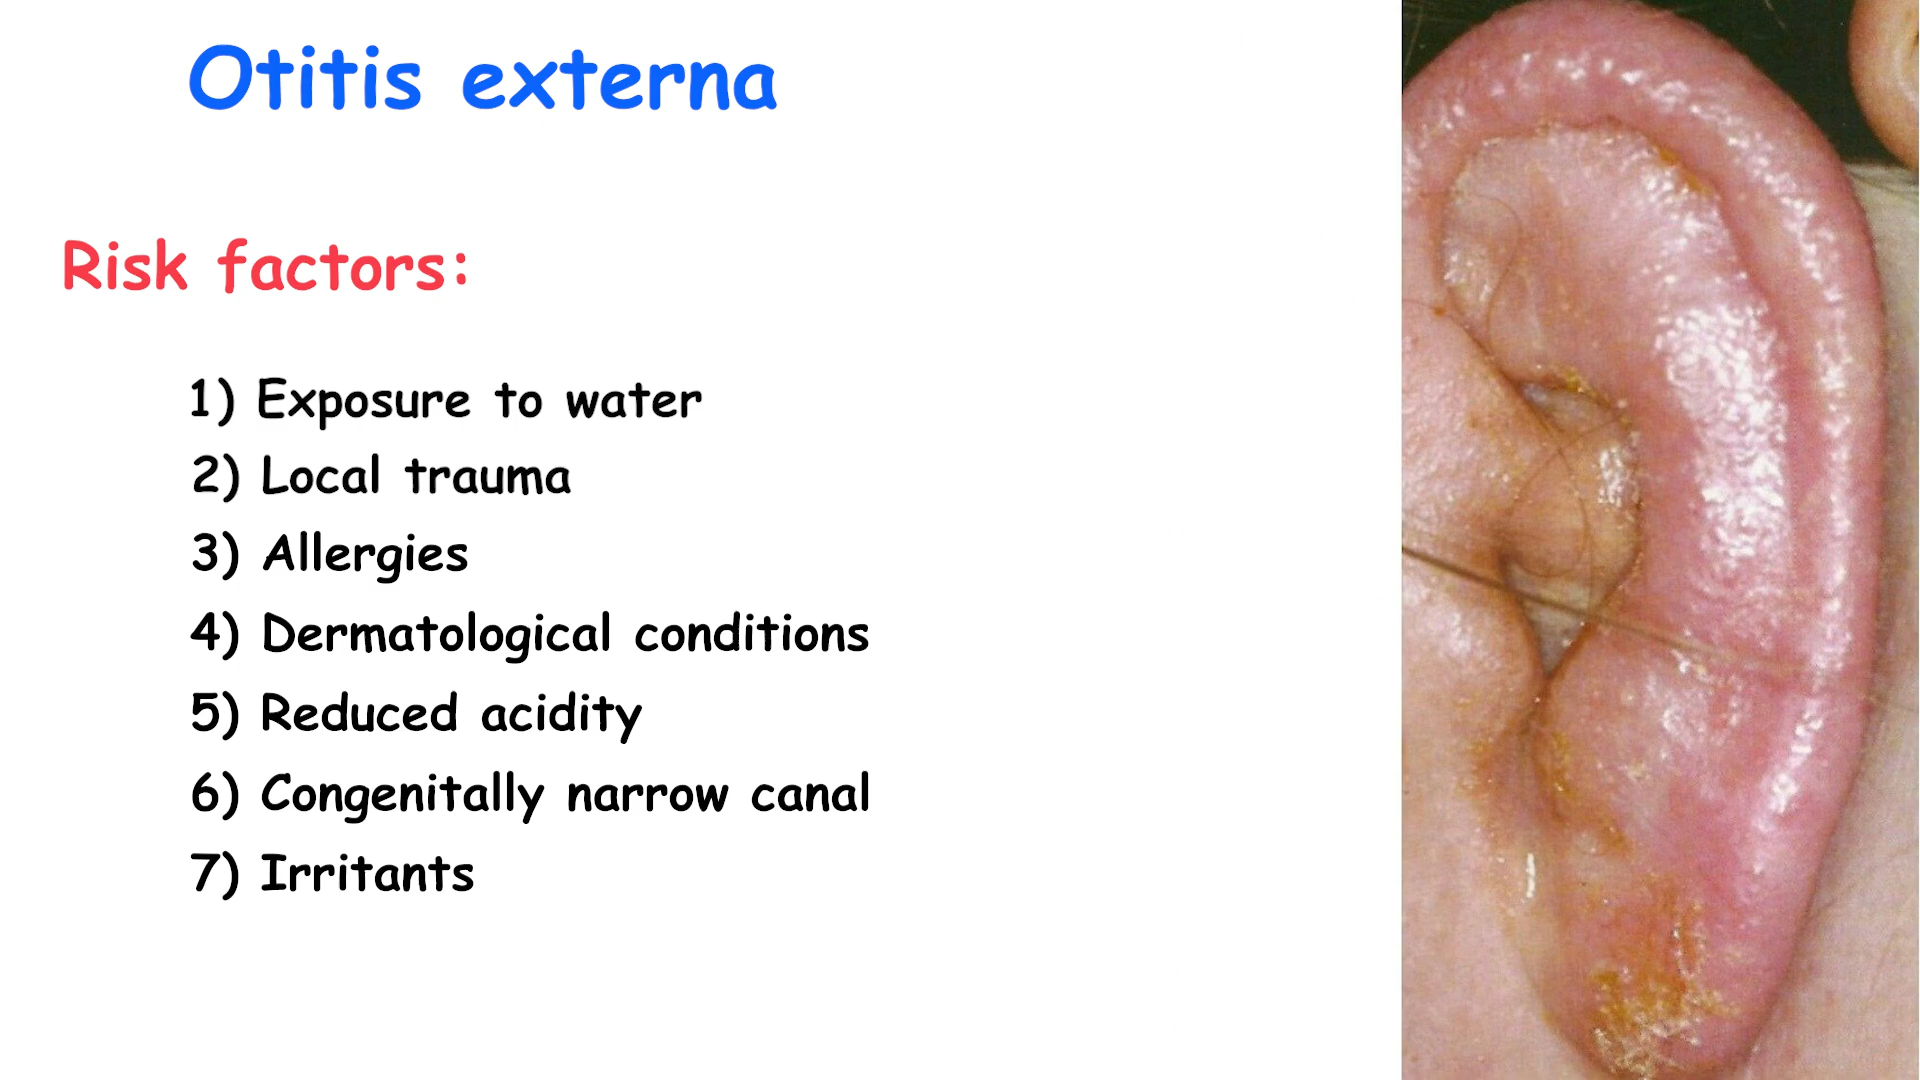 Otitis externa
Risk factors:
1) Exposure to water
2) Local trauma
3) Allergies
4) Dermatological conditions
5) Reduced acidity
6) Congenitally narrow canal
7) Irritants